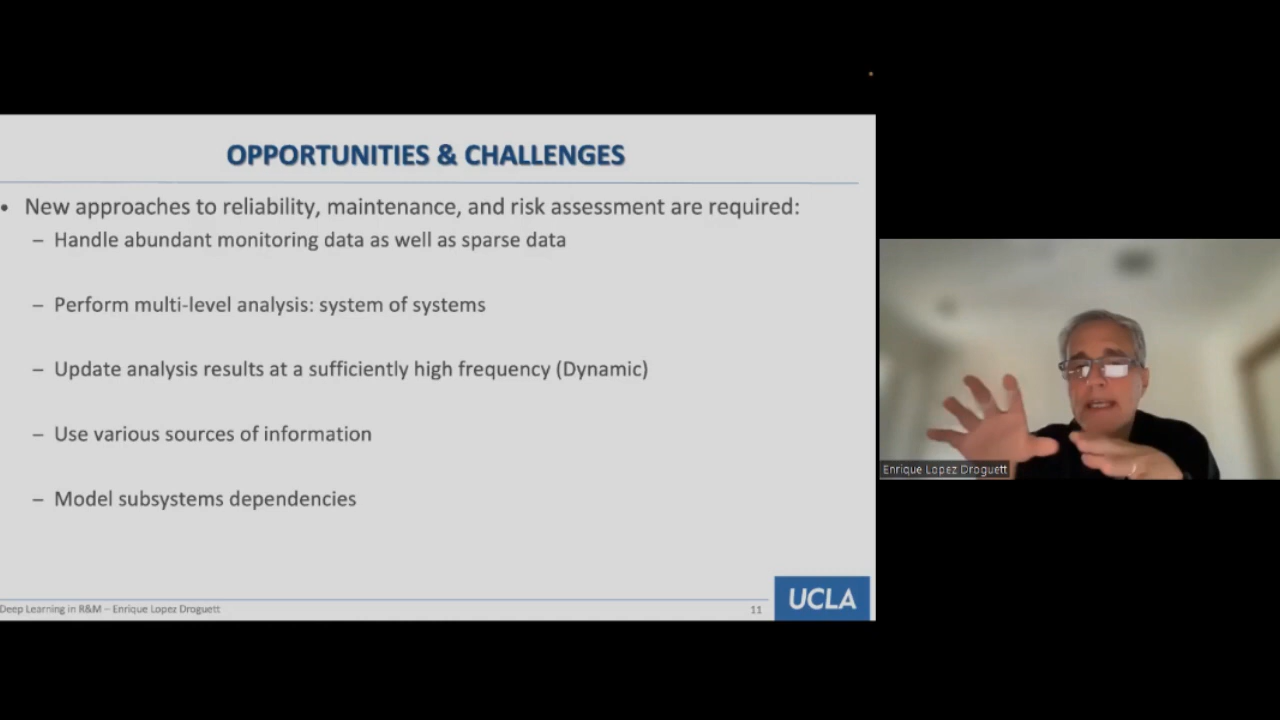 OPPORTUNITIES & CHALLENGES
• New approaches to reliability, maintenance, and risk assessment are required:
– Handle abundant monitoring data as well as sparse data
– Perform multi-level analysis: system of systems
– Update analysis results at a sufficiently high frequency (Dynamic)
– Use various sources of information
– Model subsystems dependencies
Deep Learning in R&M – Enrique Lopez Droguett
11
UCLA
Enrique Lopez Droguett